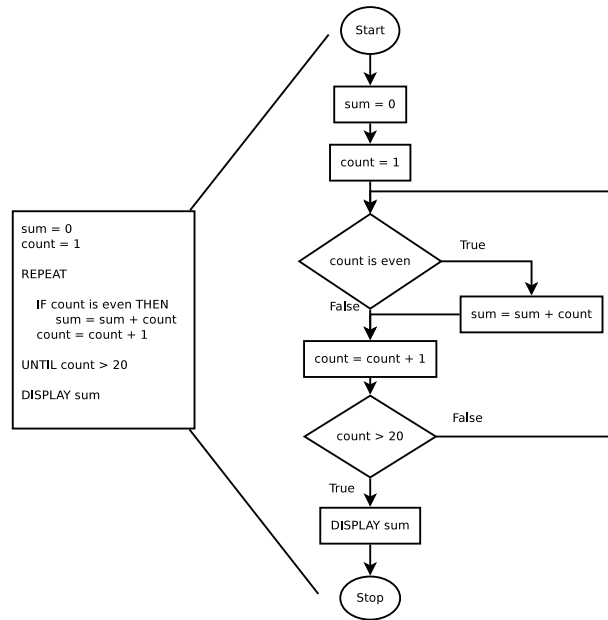 sum = 0
count = 1
REPEAT
IF count is even THEN
sum = sum + count
count = count + 1
UNTIL count > 20
DISPLAY sum
Start
sum = 0
count = 1
count is even
True
False
sum = sum + count
count = count + 1
count > 20
False
True
DISPLAY sum
Stop